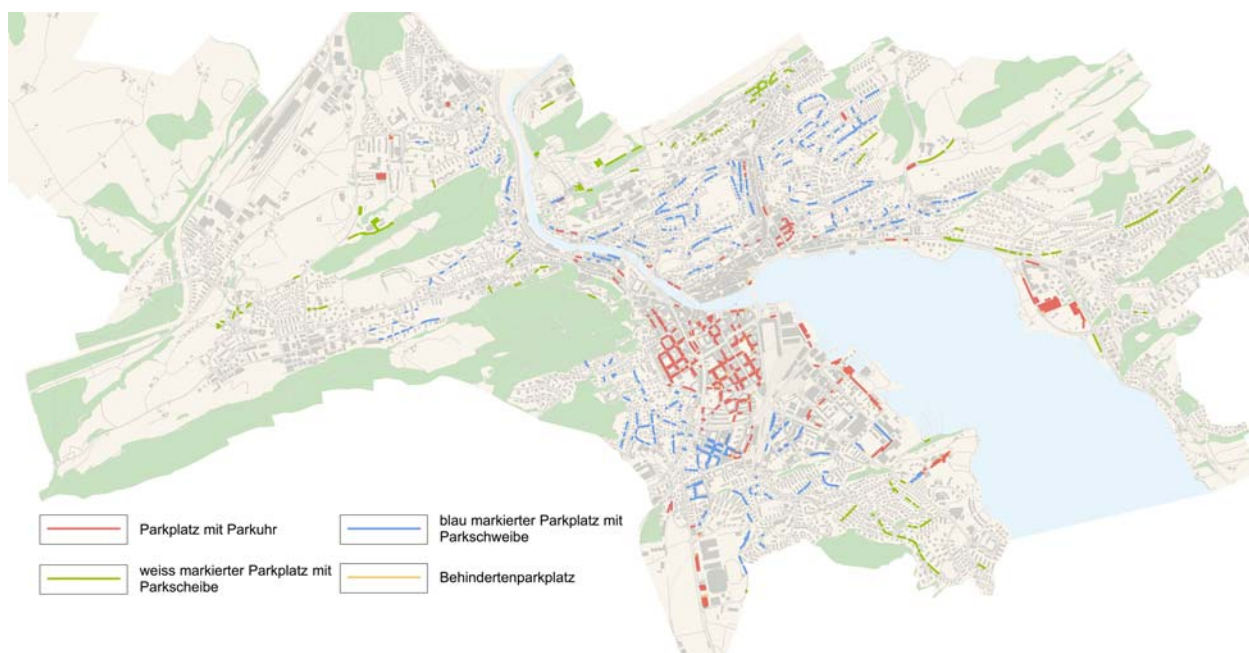 Parkplatz mit Parkuhr
blau markierter Parkplatz mit
Parkschweibe
weiss markierter Parkplatz mit
Parkscheibe
Behindertenparkplatz